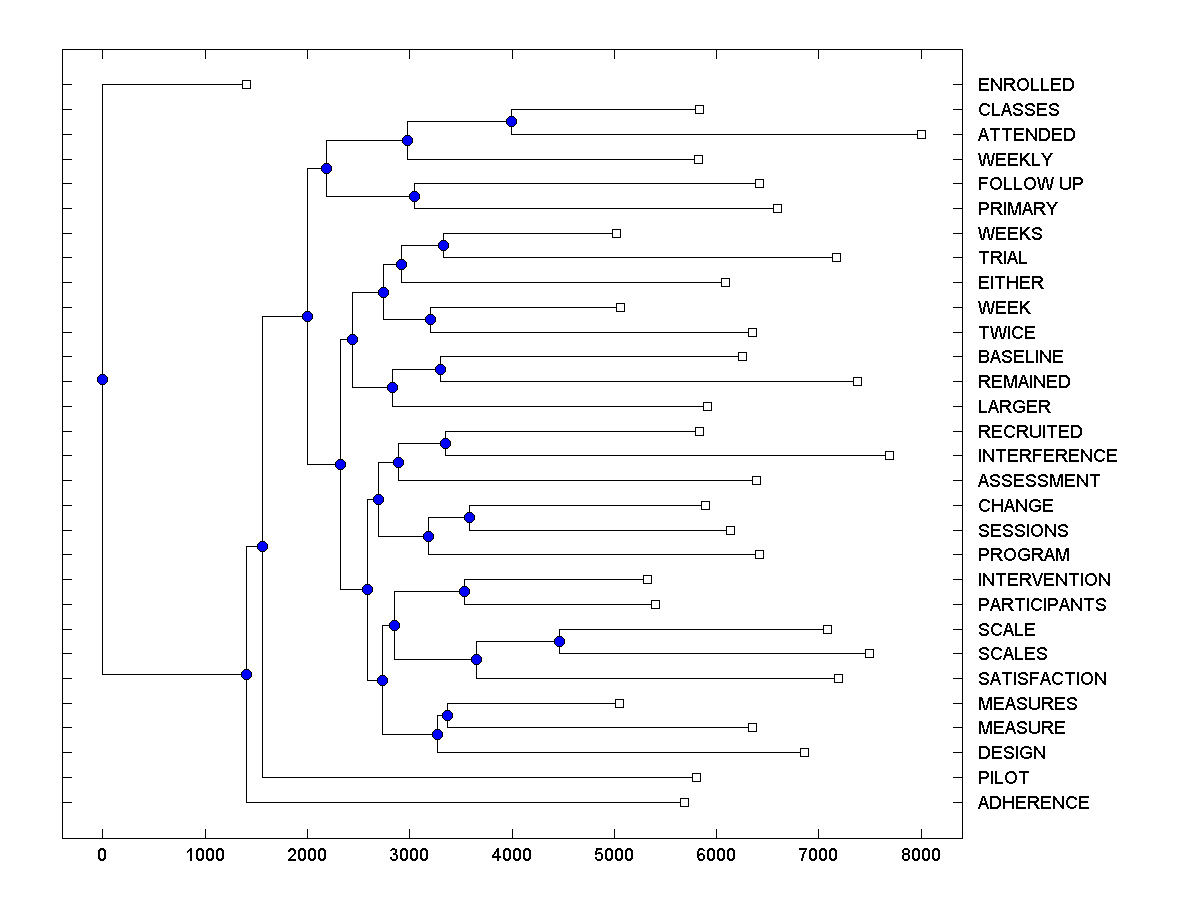 ENROLLED
CLASSES
ATTENDED
WEEKLY
FOLLOW UP
PRIMARY
WEEKS
TRIAL
EITHER
WEEK
TWICE
BASELINE
REMAINED
LARGER
RECRUITED
INTERFERENCE
ASSESSMENT
CHANGE
SESSIONS
PROGRAM
INTERVENTION
PARTICIPANTS
SCALE
SCALES
SATISFACTION
MEASURES
MEASURE
DESIGN
PILOT
ADHERENCE
0 1000 2000 3000 4000 5000 6000 7000 8000